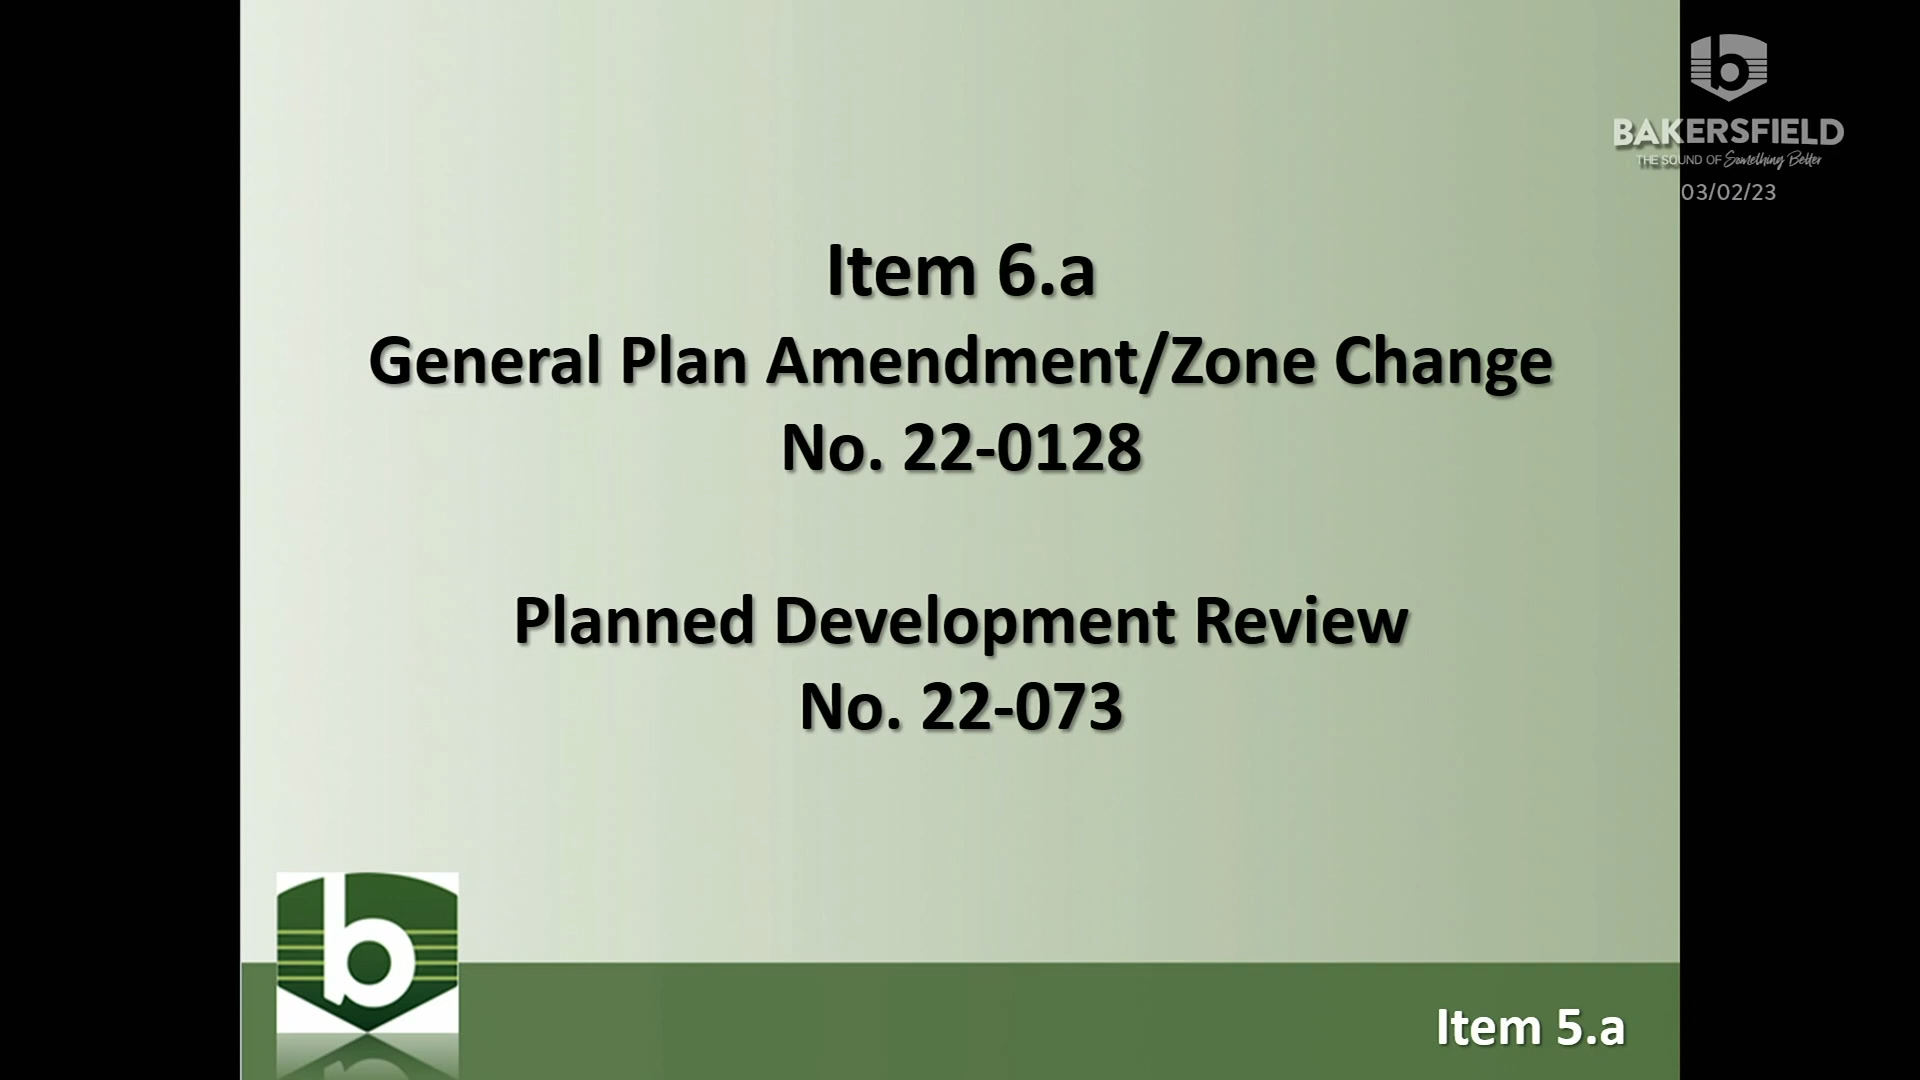 BAKERSFIELD
THE SOUND OF Something Better
03/02/23
Item 6.a
General Plan Amendment/Zone Change
No. 22-0128
Planned Development Review
No. 22-073
b
Item 5.a